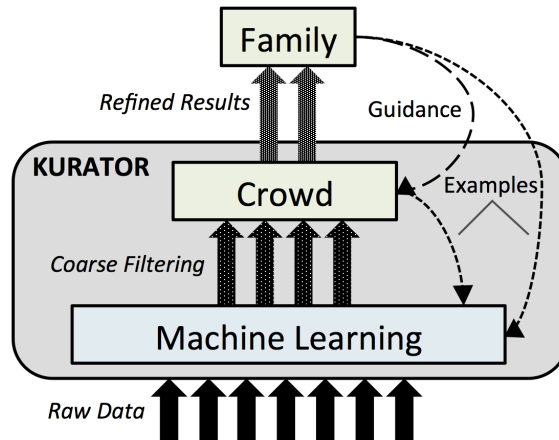 Family
Refined Results
Guidance
KURATOR
Crowd
Examples
Coarse Filtering
Machine Learning
Raw Data